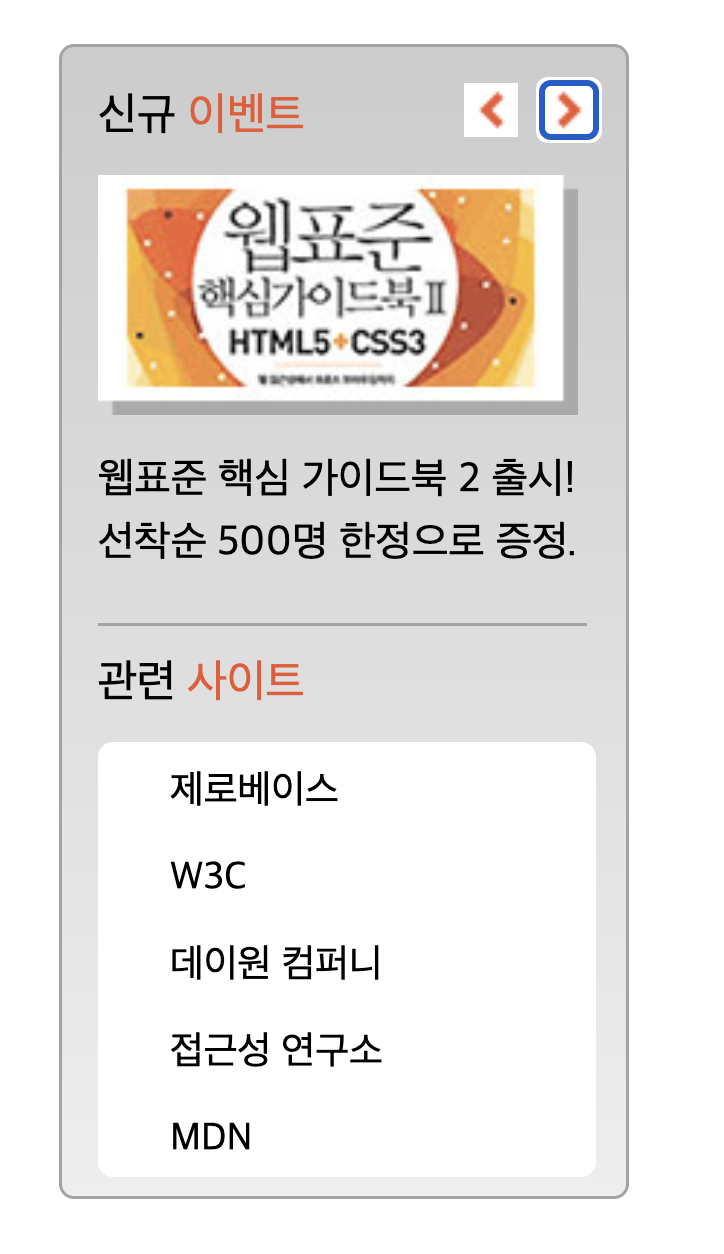 신규 이벤트
웹표준
핵심가이드북 II
HTML5+CSS3
웹표준 핵심 가이드북 2 출시!
선착순 500명 한정으로 증정.
관련 사이트
제로베이스
W3C
데이원 컴퍼니
접근성 연구소
MDN